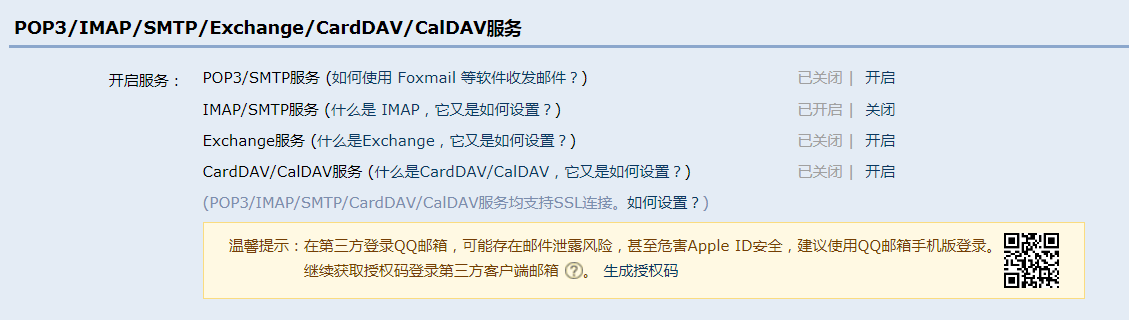 POP3/IMAP/SMTP/Exchange/CardDAV/CalDAV服务
开启服务： POP3/SMTP服务 (如何使用 Foxmail 等软件收发邮件？) 已关闭 | 开启
IMAP/SMTP服务 (什么是 IMAP，它又是如何设置？) 已开启 | 关闭
Exchange服务 (什么是Exchange，它又是如何设置？) 已关闭 | 开启
CardDAV/CalDAV服务 (什么是CardDAV/CalDAV，它又是如何设置？) 已关闭 | 开启
(POP3/IMAP/SMTP/CardDAV/CalDAV服务均支持SSL连接。如何设置？)
温馨提示：在第三方登录QQ邮箱，可能存在邮件泄露风险，甚至危害Apple ID安全，建议使用QQ邮箱手机版登录。
继续获取授权码登录第三方客户端邮箱 ? 。 生成授权码